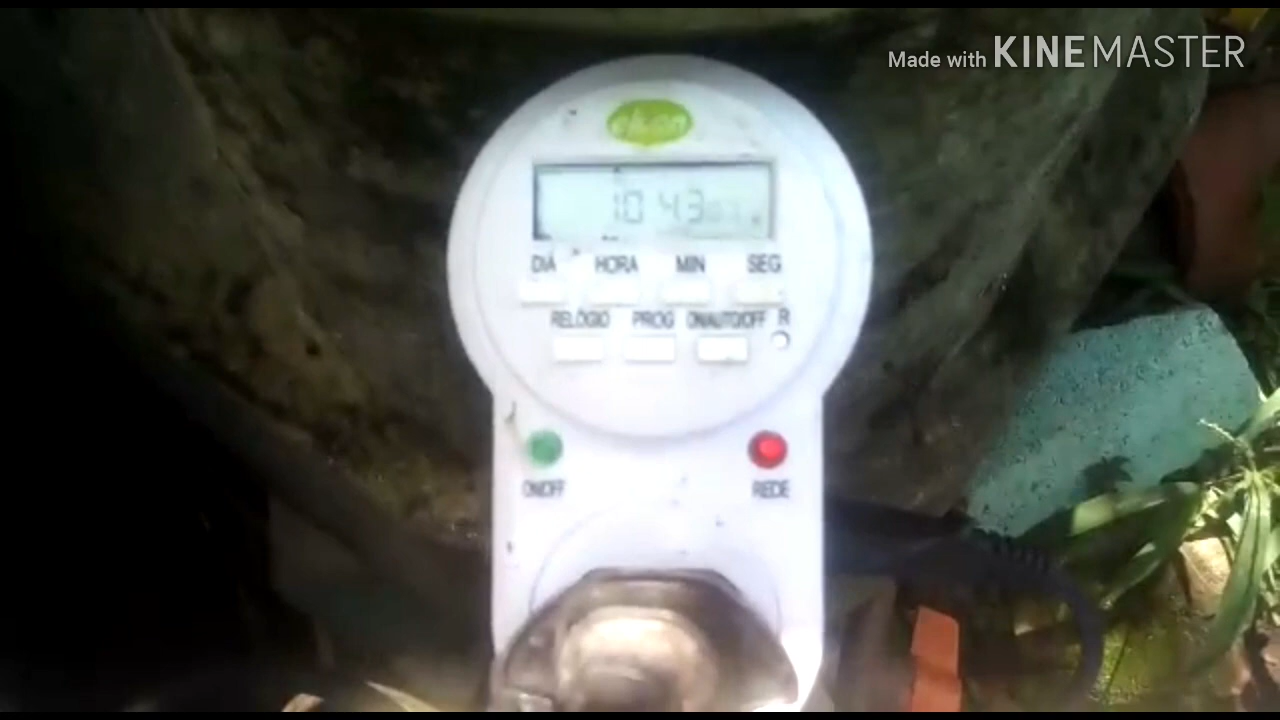 Made with KINEMASTER
10 43
DIA HORA MIN SEG
RELÓGIO PROG ON/AUTO/OFF R
ON/OFF REDE